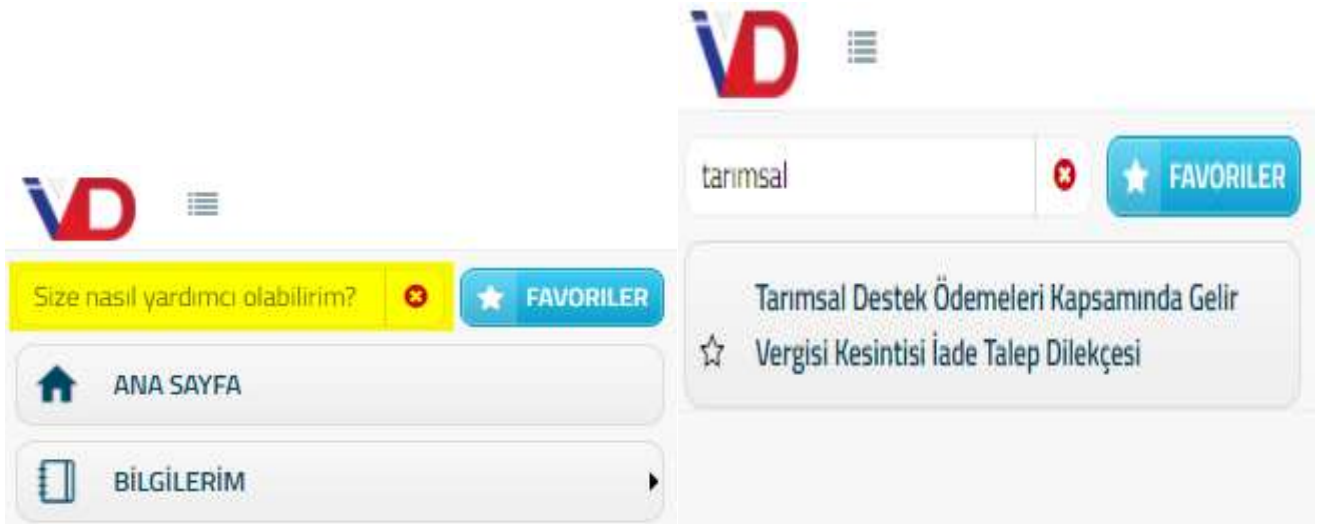 İVD
Size nasıl yardımcı olabilirim?
FAVORILER
ANA SAYFA
BİLGİLERİM
İVD
tarımsal
FAVORILER
Tarımsal Destek Ödemeleri Kapsamında Gelir
Vergisi Kesintisi İade Talep Dilekçesi